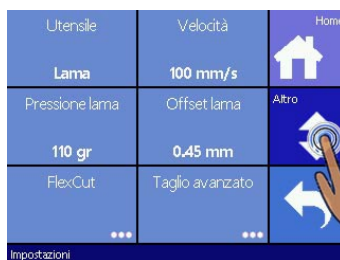 Utensile
Lama
Velocità
100 mm/s
Home
Pressione lama
110 gr
Offset lama
0.45 mm
Altro
FlexCut
Taglio avanzato
Impostazioni